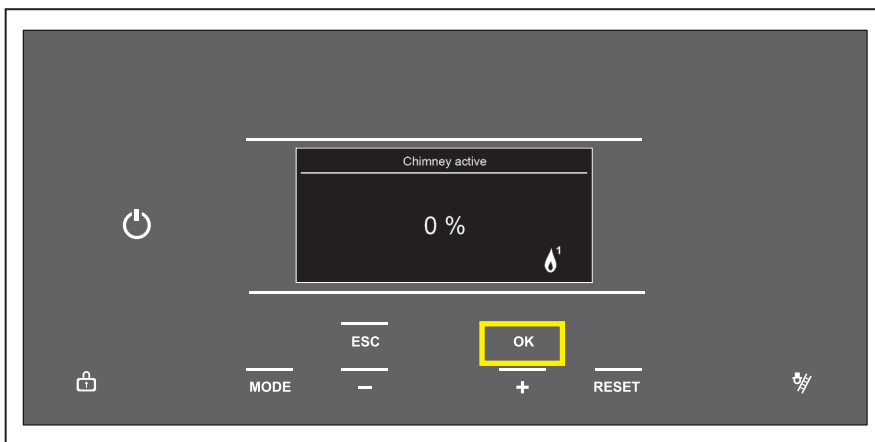 Chimney active
0 %
1
ESC
OK
MODE
–
+
RESET